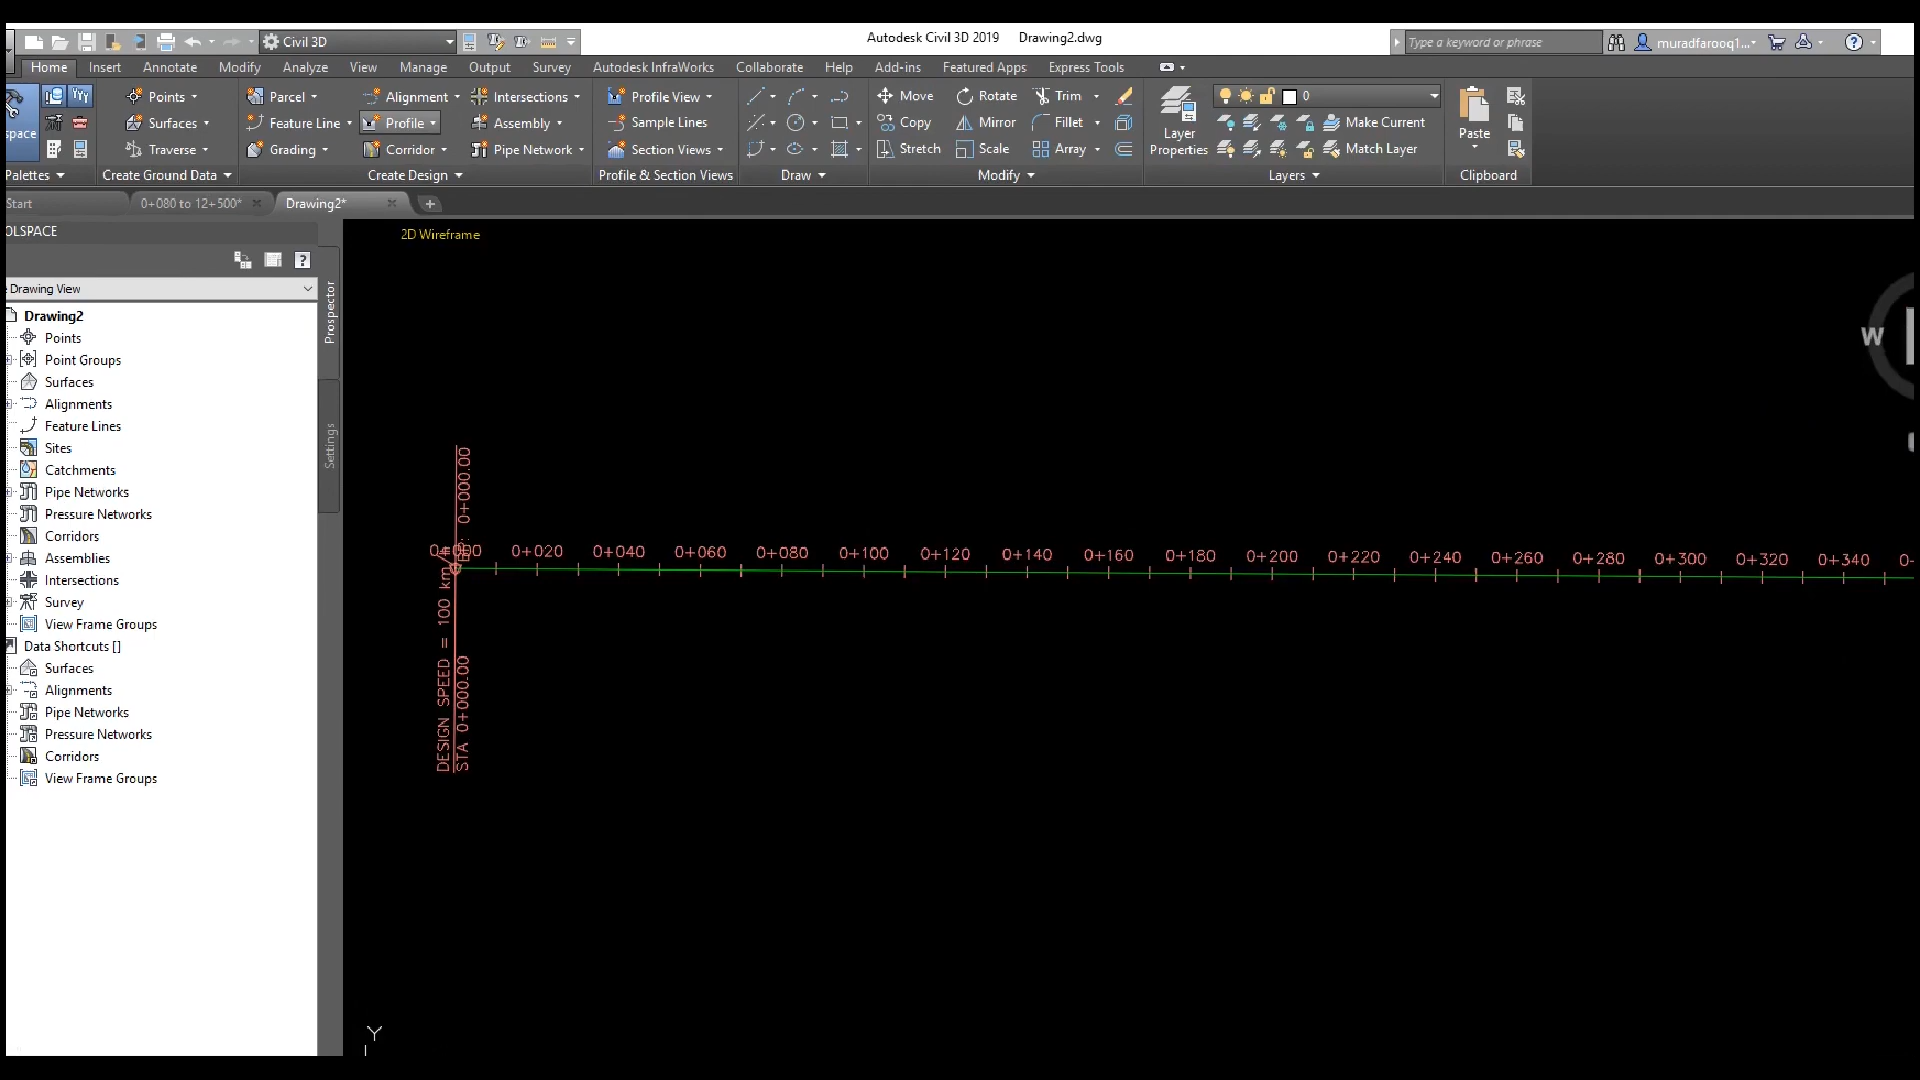 Civil 3D
Autodesk Civil 3D 2019 Drawing2.dwg
Type a keyword or phrase
muradfarooq1...
Home Insert Annotate Modify Analyze View Manage Output Survey Autodesk InfraWorks Collaborate Help Add-ins Featured Apps Express Tools
Points Parcel Alignment Intersections Profile View Move Rotate Trim 0
space Surfaces Feature Line Profile Assembly Sample Lines Copy Mirror Fillet Layer Properties Make Current Paste
Traverse Grading Corridor Pipe Network Section Views Stretch Scale Array Match Layer
Palettes Create Ground Data Create Design Profile & Section Views Draw Modify Layers Clipboard
Start 0+080 to 12+500* Drawing2*
OLSPACE
2D Wireframe
Drawing View
Prospector
Settings
Drawing2
Points
Point Groups
Surfaces
Alignments
Feature Lines
Sites
Catchments
Pipe Networks
Pressure Networks
Corridors
Assemblies
Intersections
Survey
View Frame Groups
Data Shortcuts []
Surfaces
Alignments
Pipe Networks
Pressure Networks
Corridors
View Frame Groups
W
BP: 0+000.00
0+000 0+020 0+040 0+060 0+080 0+100 0+120 0+140 0+160 0+180 0+200 0+220 0+240 0+260 0+280 0+300 0+320 0+340 0-
DESIGN SPEED = 100 km/h
STA 0+000.00
Y